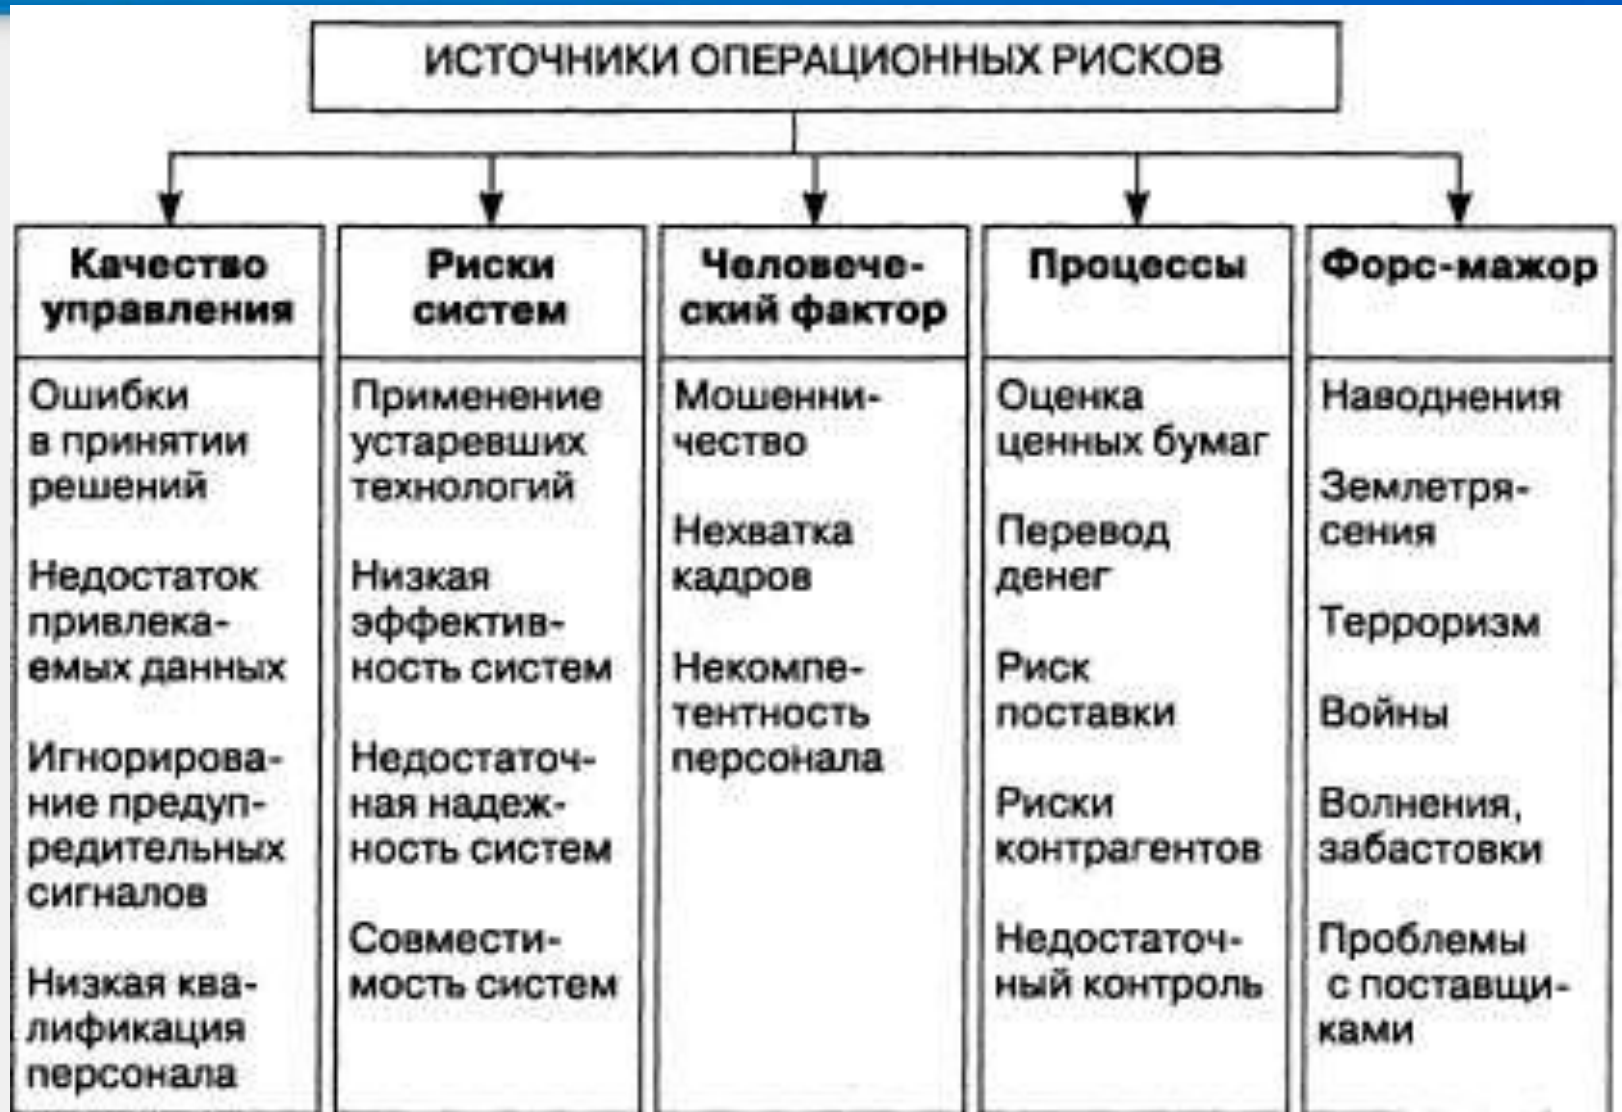 ИСТОЧНИКИ ОПЕРАЦИОННЫХ РИСКОВ
Качество
управления
Ошибки
в принятии
решений
Недостаток
привлека-
емых данных
Игнорирова-
ние предуп-
редительных
сигналов
Низкая ква-
лификация
персонала
Риски
систем
Применение
устаревших
технологий
Низкая
эффектив-
ность систем
Недостаточ-
ная надеж-
ность систем
Совмести-
мость систем
Человече-
ский фактор
Мошенни-
чество
Нехватка
кадров
Некомпе-
тентность
персонала
Процессы
Оценка
ценных бумаг
Перевод
денег
Риск
поставки
Риски
контрагентов
Недостаточ-
ный контроль
Форс-мажор
Наводнения
Землетря-
сения
Терроризм
Войны
Волнения,
забастовки
Проблемы
с поставщи-
ками